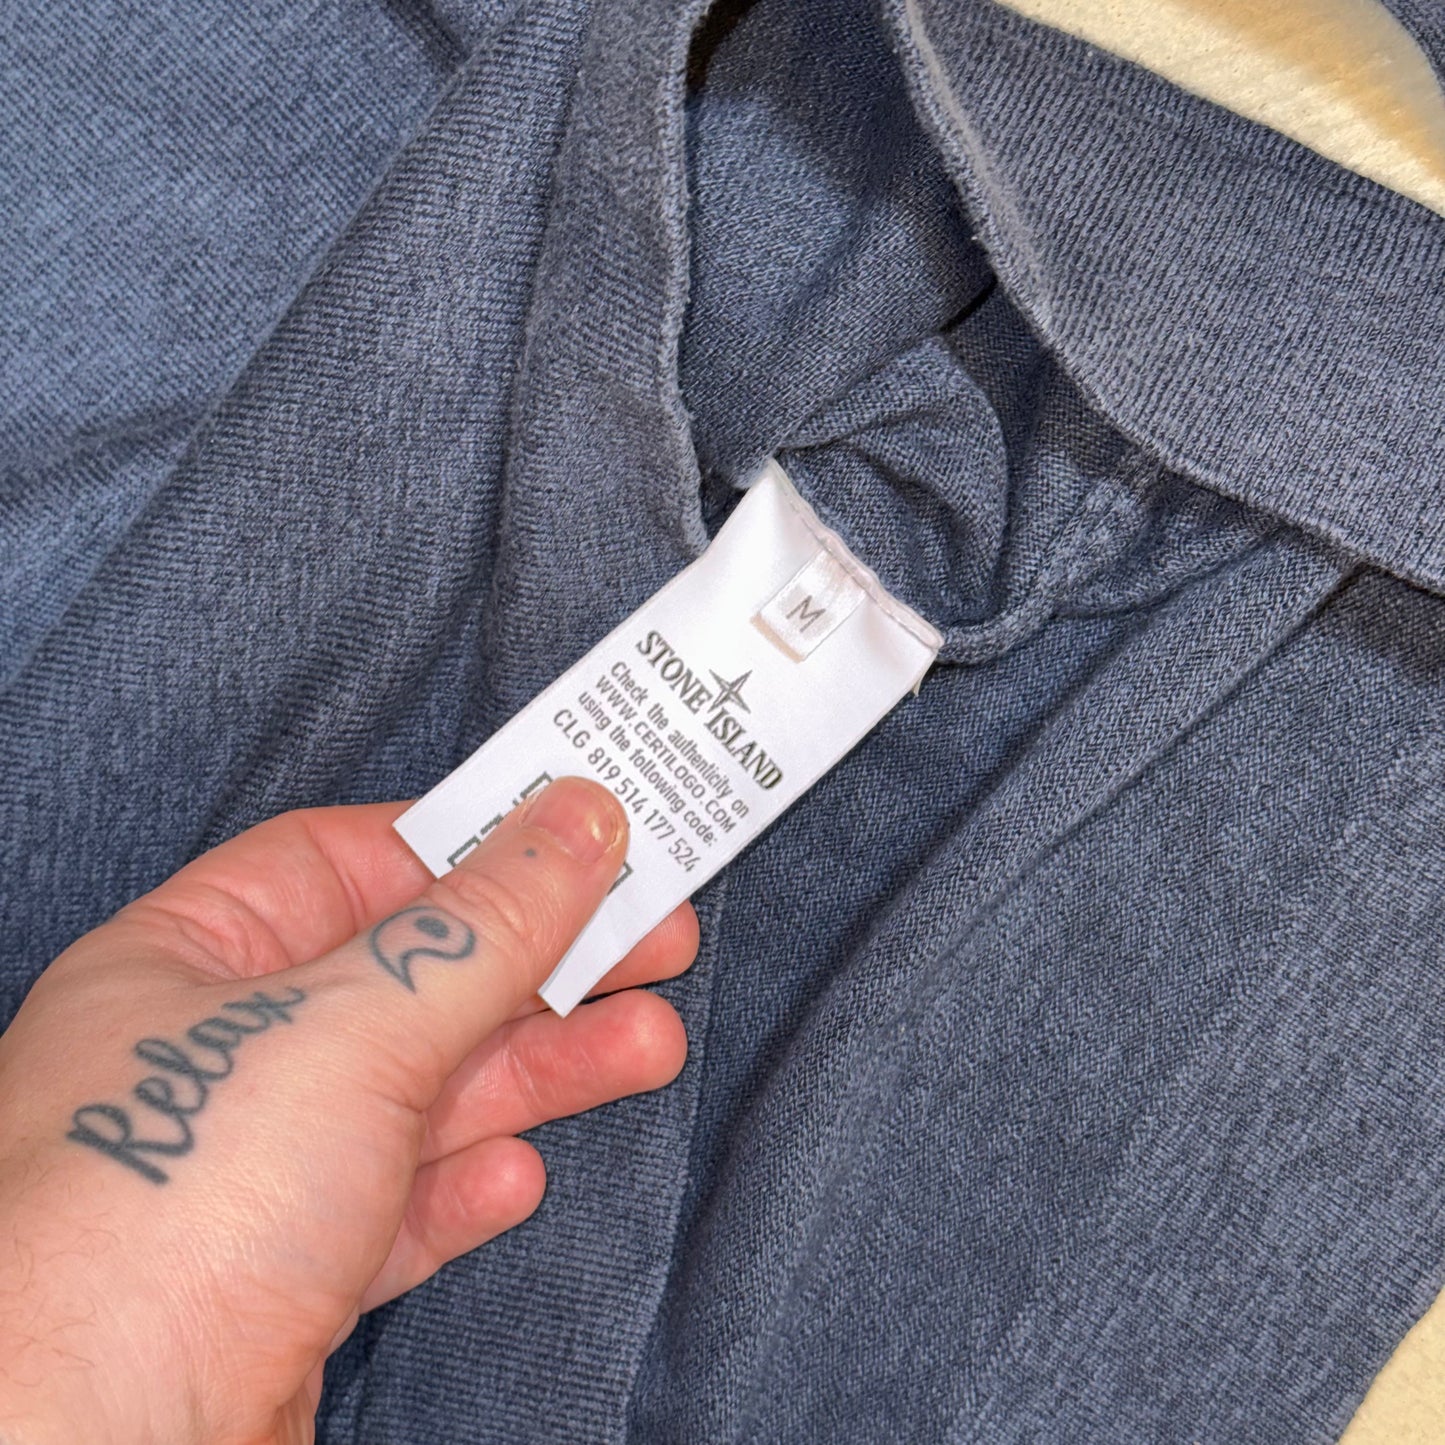 M
STONE ISLAND
Check the authenticity on
WWW.CERTILOGO.COM
using the following code:
CLG 819 514 177 524
Relax